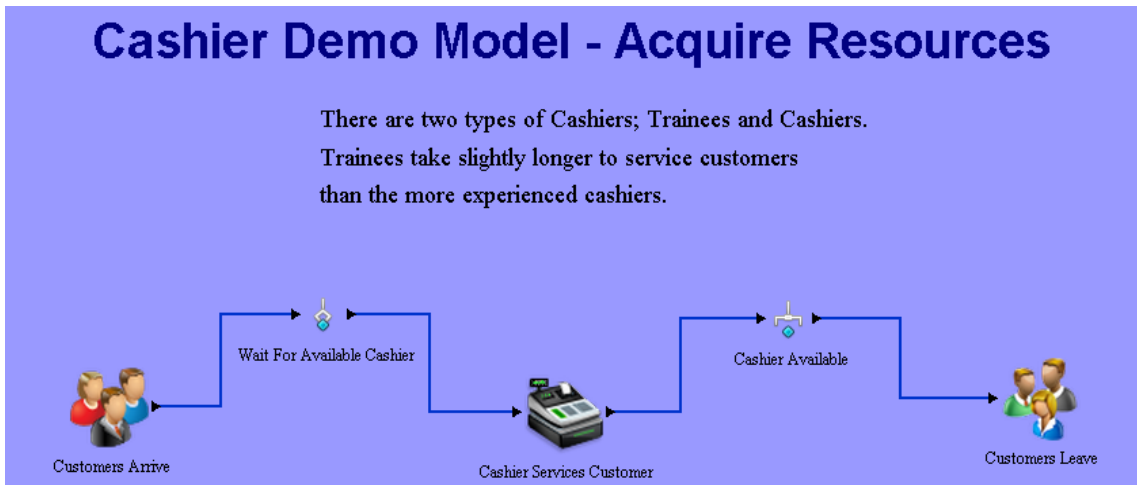 Cashier Demo Model - Acquire Resources
There are two types of Cashiers; Trainees and Cashiers.
Trainees take slightly longer to service customers
than the more experienced cashiers.
Wait For Available Cashier
Cashier Available
Customers Arrive
Cashier Services Customer
Customers Leave